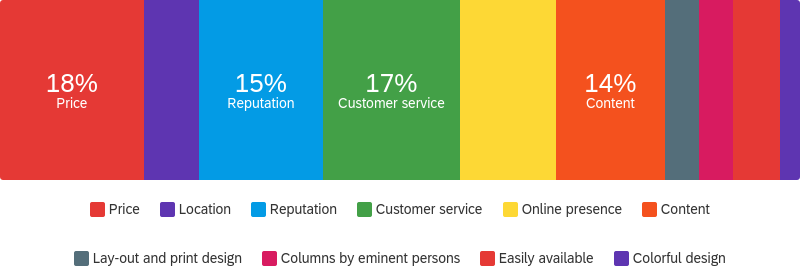 18% 15% 17% 14%
Price Reputation Customer service Content
Price Location Reputation Customer service Online presence Content
Lay-out and print design Columns by eminent persons Easily available Colorful design